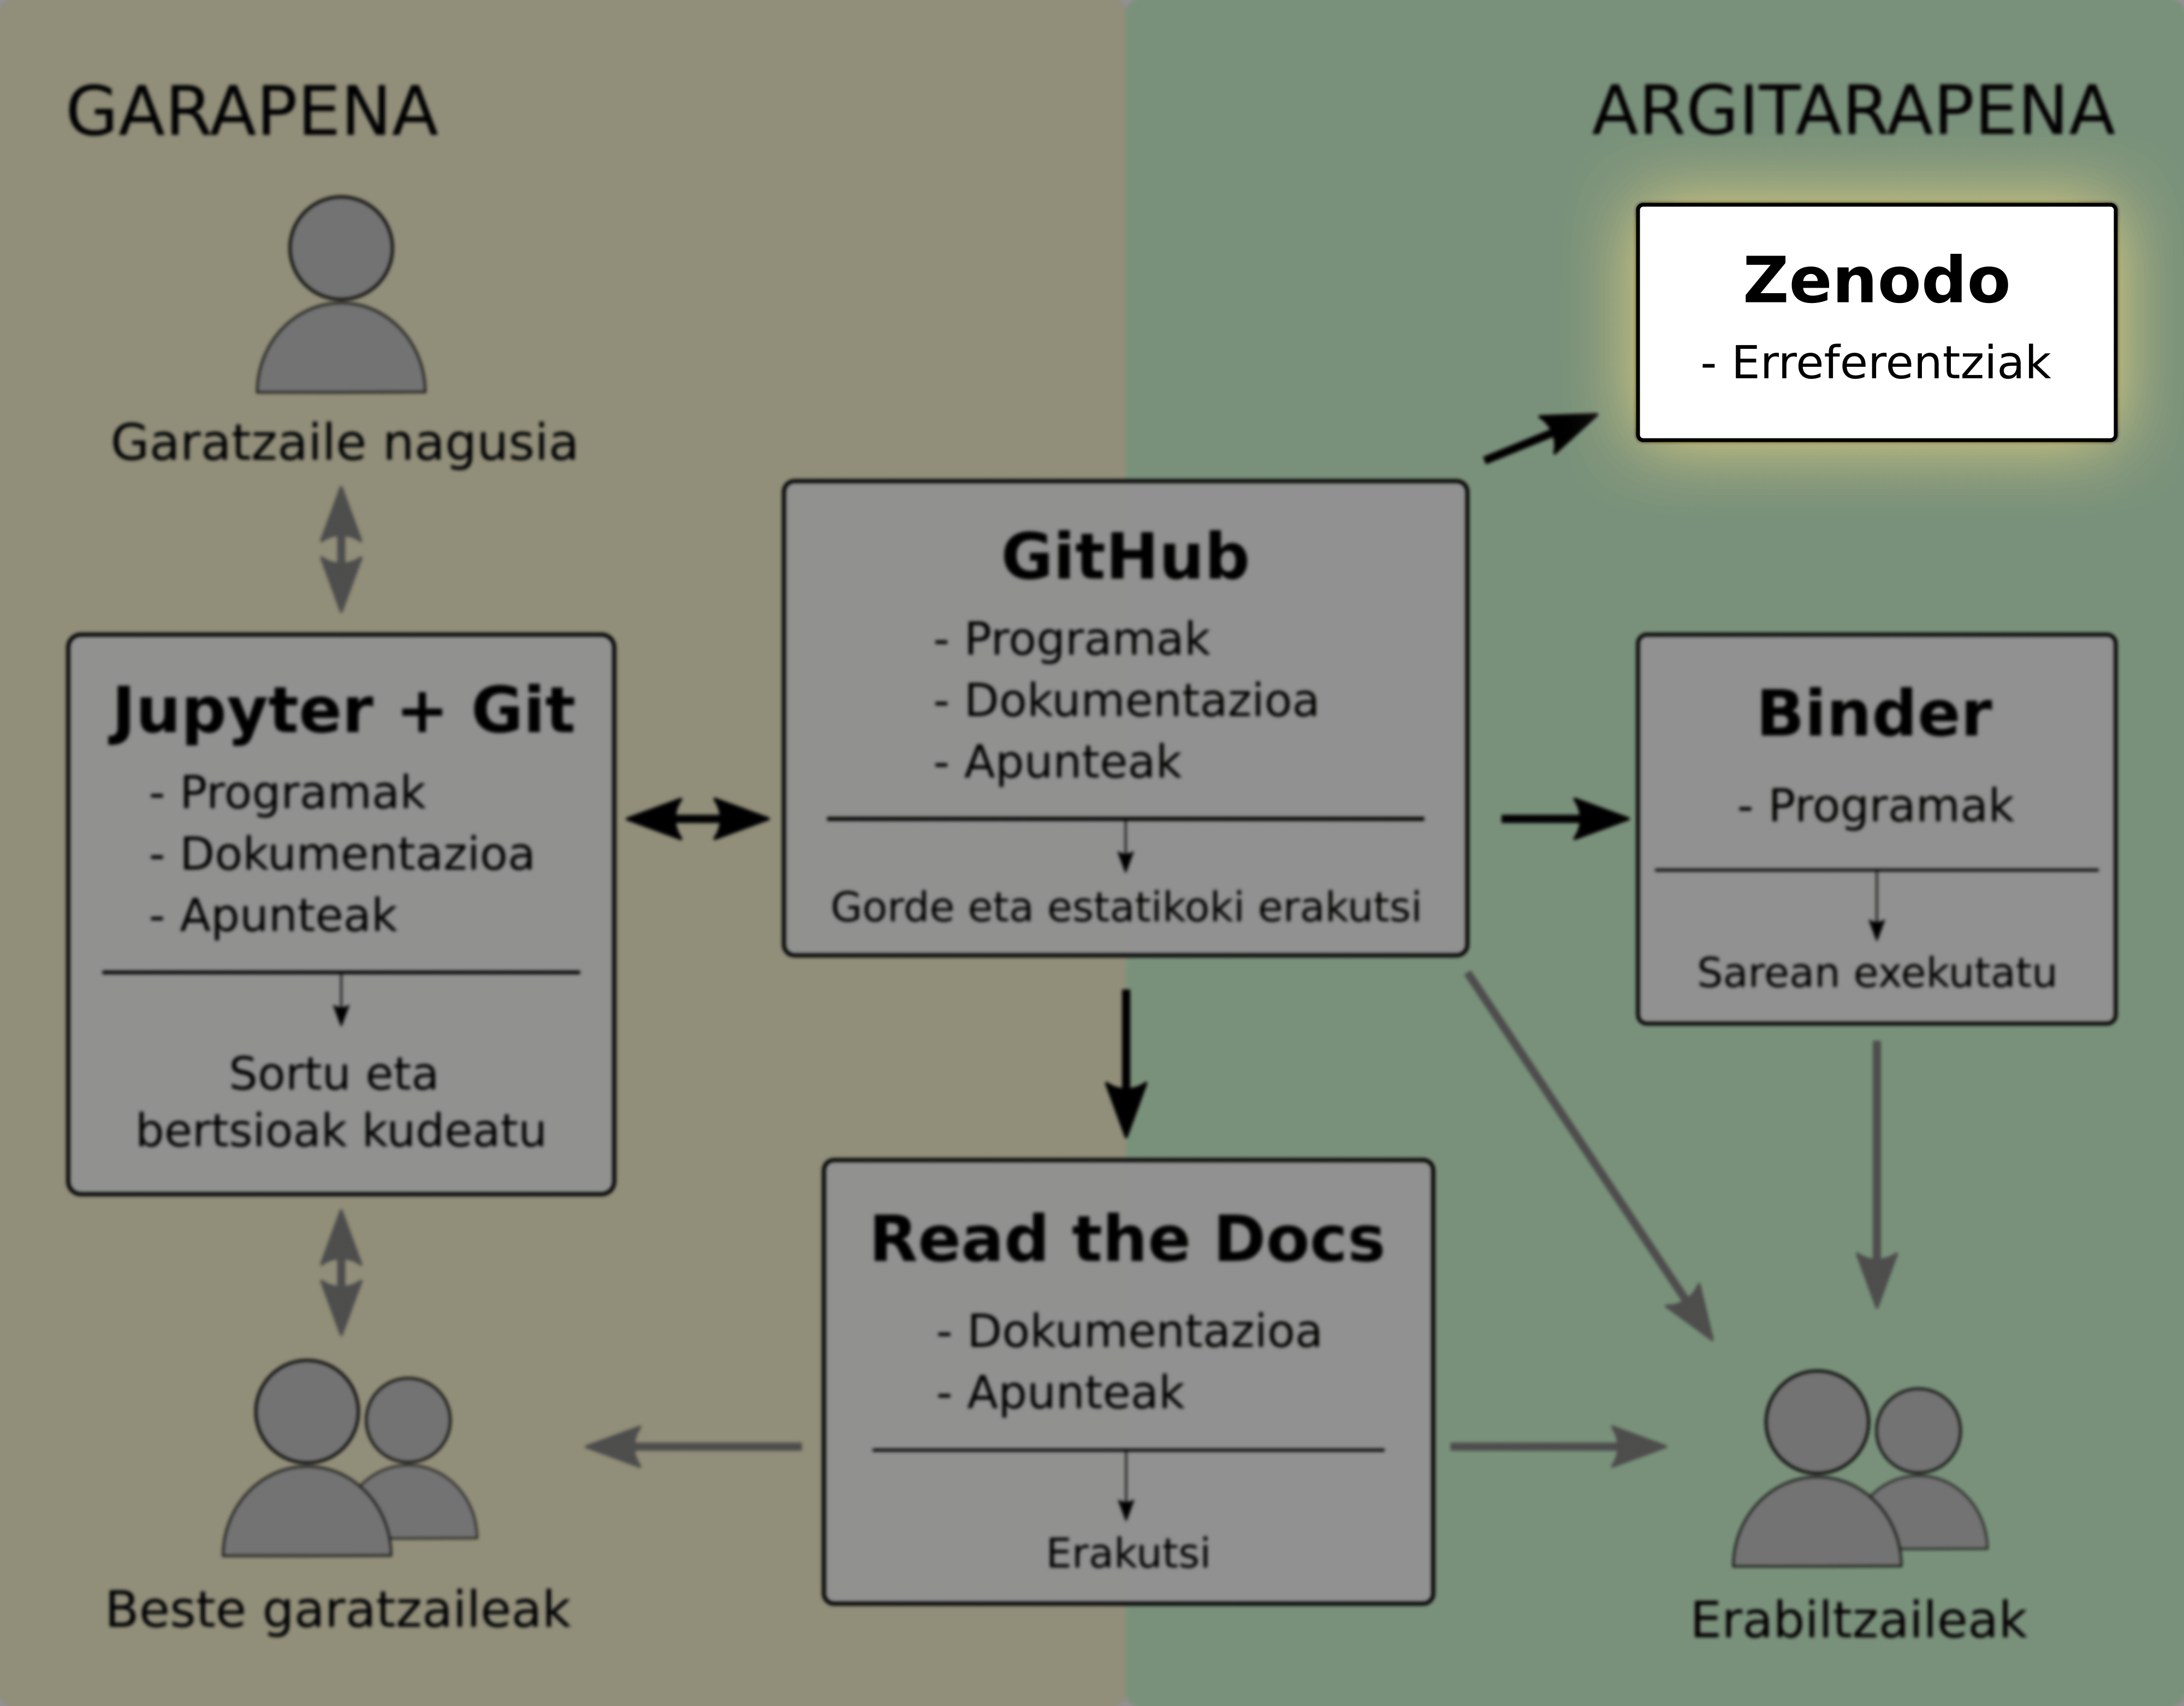 GARAPENA
ARGITARAPENA
Garatzaile nagusia
Zenodo
- Erreferentziak
GitHub
- Programak
- Dokumentazioa
- Apunteak
Gorde eta estatikoki erakutsi
Jupyter + Git
- Programak
- Dokumentazioa
- Apunteak
Sortu eta
bertsioak kudeatu
Binder
- Programak
Sarean exekutatu
Read the Docs
- Dokumentazioa
- Apunteak
Erakutsi
Beste garatzaileak
Erabiltzaileak